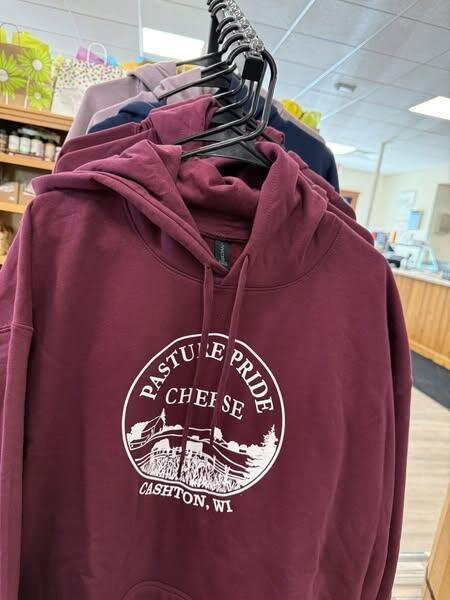 PASTURE PRIDE
CHEESE
CASHTON, WI